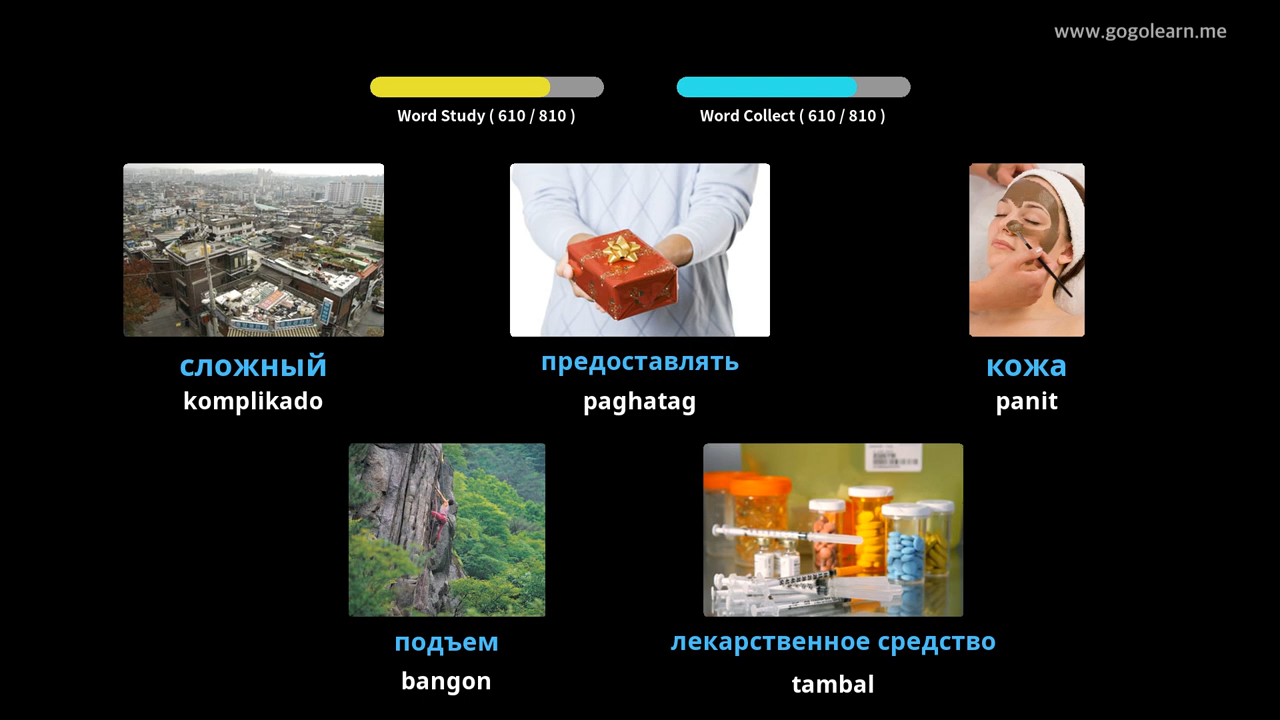 www.gogolearn.me
Word Study ( 610 / 810 )
Word Collect ( 610 / 810 )
сложный
komplikado
предоставлять
paghatag
кожа
panit
подъем
bangon
лекарственное средство
tambal